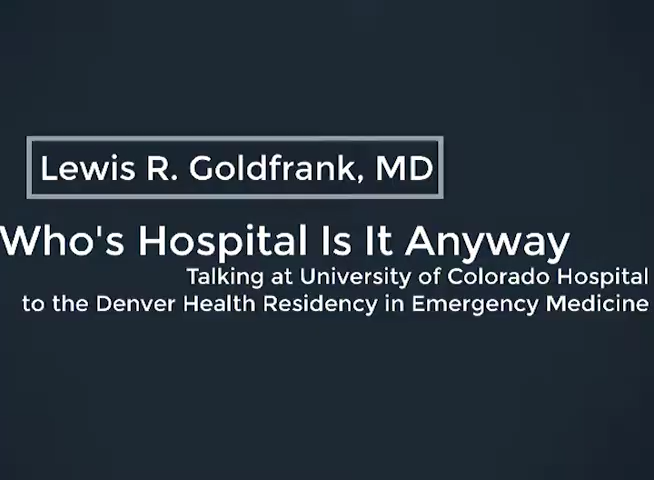 Lewis R. Goldfrank, MD
Who's Hospital Is It Anyway
Talking at University of Colorado Hospital
to the Denver Health Residency in Emergency Medicine